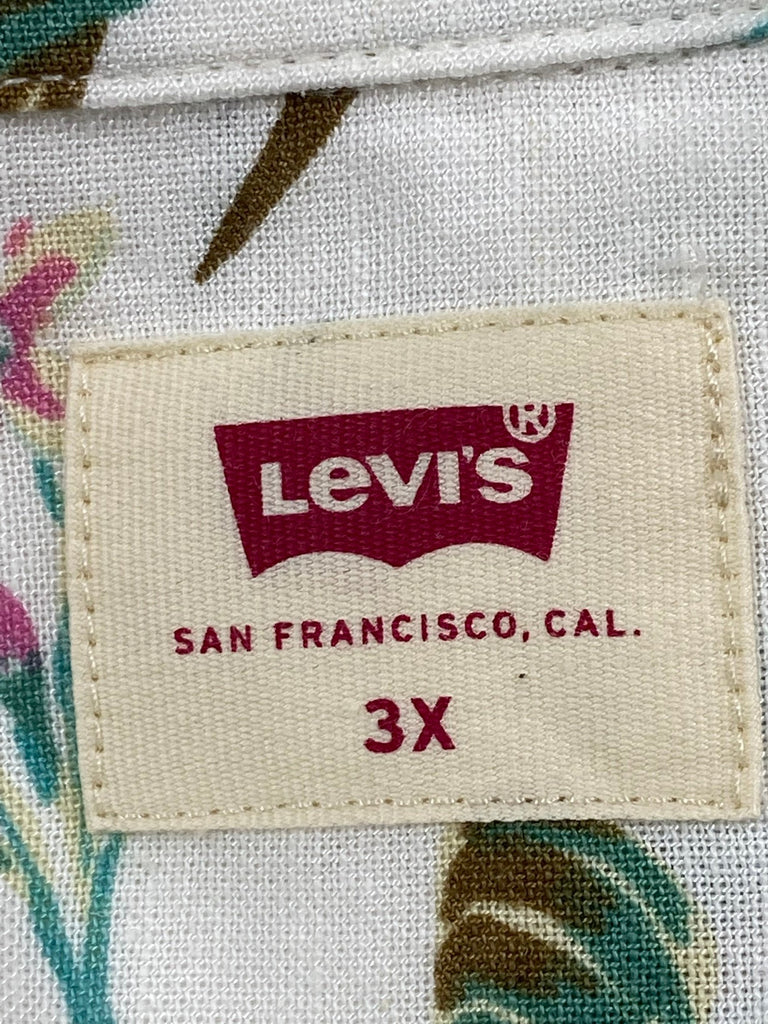 Levi's®
SAN FRANCISCO, CAL.
3X